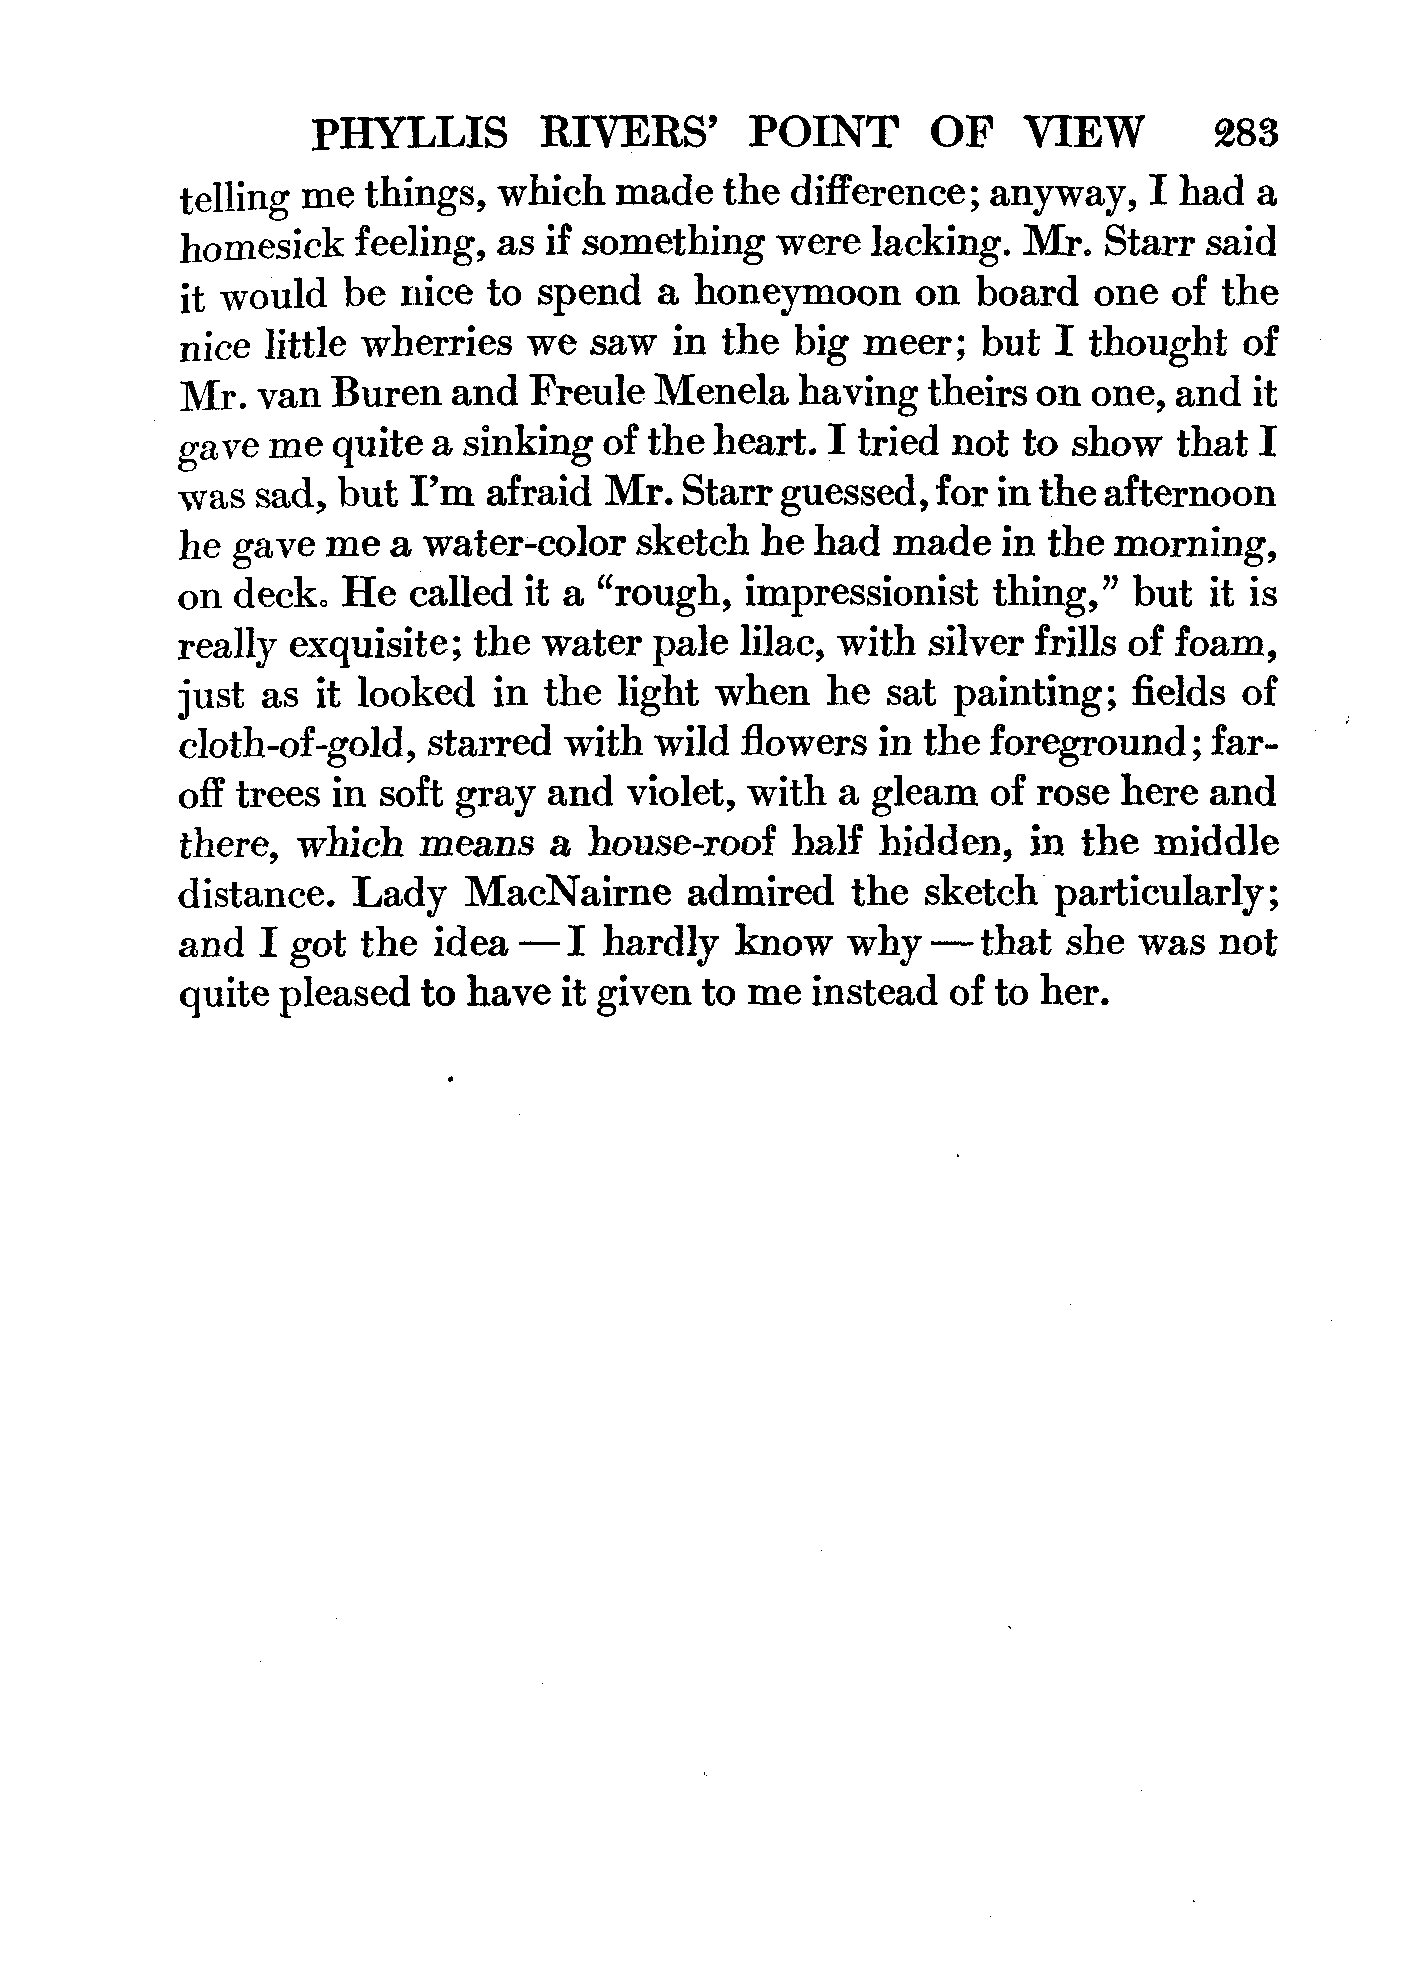 PHYLLIS RIVERS' POINT OF VIEW 283
telling me things, which made the difference; anyway, I had a
homesick feeling, as if something were lacking. Mr. Starr said
it would be nice to spend a honeymoon on board one of the
nice little wherries we saw in the big meer; but I thought of
Mr. van Buren and Freule Menela having theirs on one, and it
gave me quite a sinking of the heart. I tried not to show that I
was sad, but I'm afraid Mr. Starr guessed, for in the afternoon
he gave me a water-color sketch he had made in the morning,
on deck. He called it a "rough, impressionist thing," but it is
really exquisite; the water pale lilac, with silver frills of foam,
just as it looked in the light when he sat painting; fields of
cloth-of-gold, starred with wild flowers in the foreground; far-
off trees in soft gray and violet, with a gleam of rose here and
there, which means a house-roof half hidden, in the middle
distance. Lady MacNairne admired the sketch particularly;
and I got the idea — I hardly know why — that she was not
quite pleased to have it given to me instead of to her.